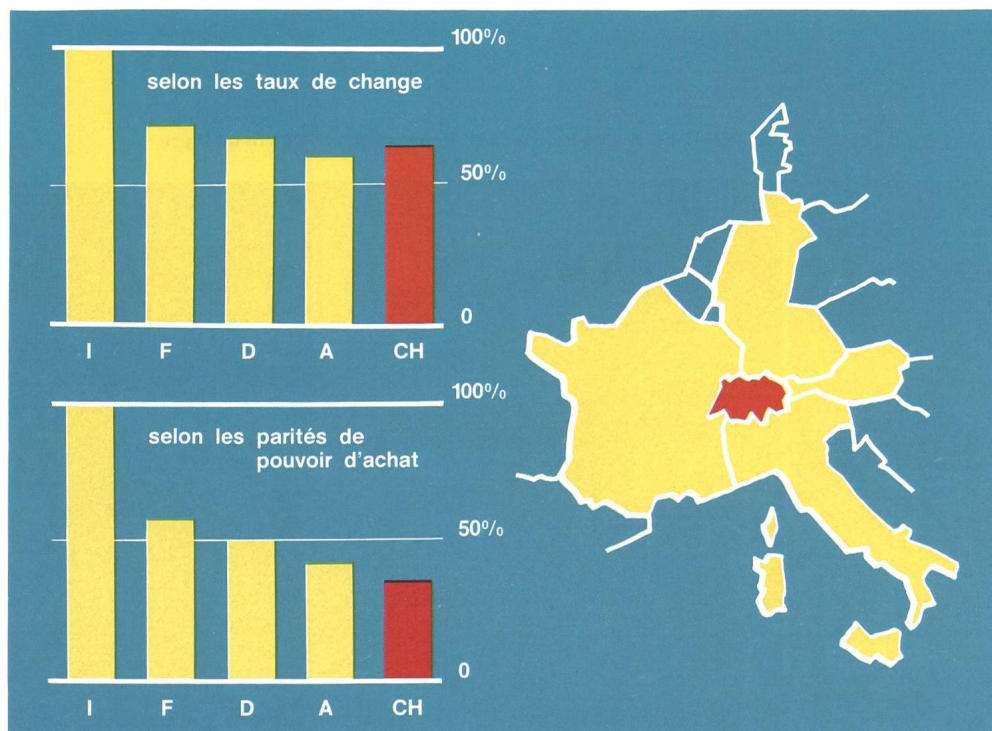 100%
selon les taux de change
50%
0
I F D A CH
100%
selon les parités de
pouvoir d'achat
50%
0
I F D A CH